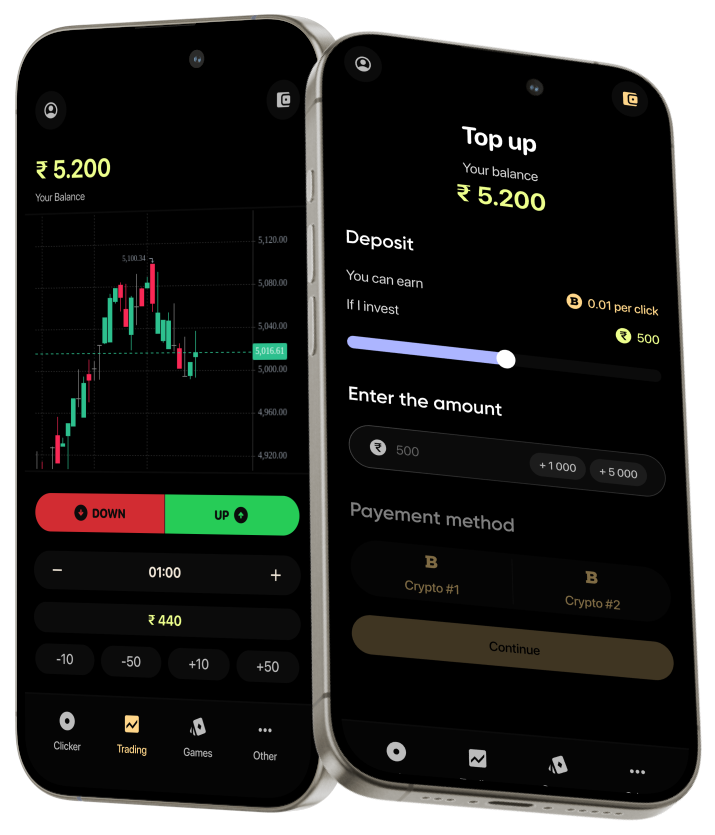 ₹ 5.200
Your Balance
5,120.00
5,100.34
5,080.00
5,040.00
5,016.61
5,000.00
4,960.00
4,920.00
DOWN
UP
− 01:00 +
₹ 440
-10 -50 +10 +50
Clicker Trading Games Other
Top up
Your balance
₹ 5.200
Deposit
You can earn B 0.01 per click
If I invest ₹ 500
Enter the amount
₹ 500 +1 000 +5 000
Payement method
B B
Crypto #1 Crypto #2
Continue